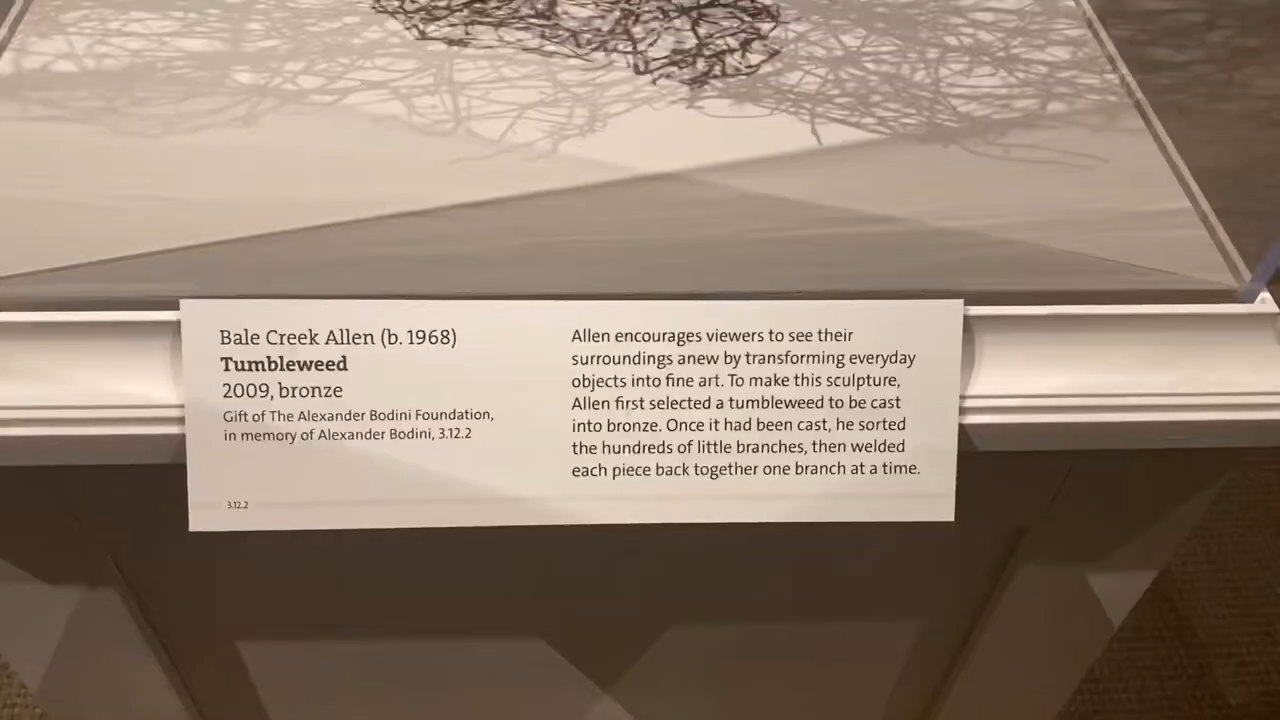 Bale Creek Allen (b. 1968)
Tumbleweed
2009, bronze
Gift of The Alexander Bodini Foundation,
in memory of Alexander Bodini, 3.12.2
3.12.2
Allen encourages viewers to see their
surroundings anew by transforming everyday
objects into fine art. To make this sculpture,
Allen first selected a tumbleweed to be cast
into bronze. Once it had been cast, he sorted
the hundreds of little branches, then welded
each piece back together one branch at a time.